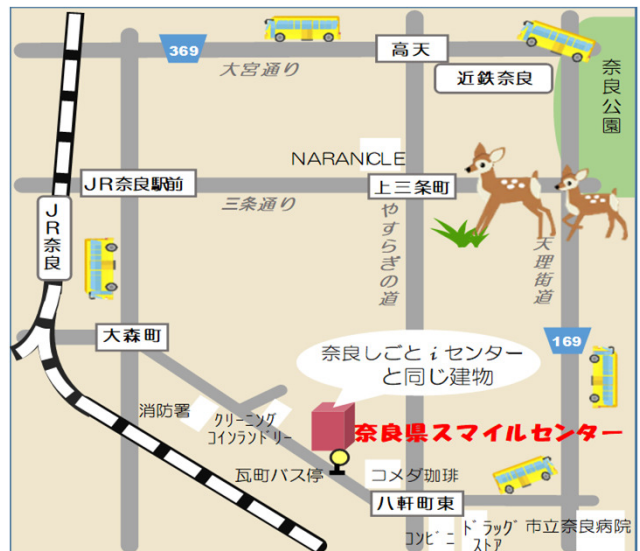 369
高天
大宮通り
近鉄奈良
奈良公園
NARANICLE
JR奈良駅前
上三条町
三条通り
JR奈良
やすらぎの道
天理街道
大森町
169
奈良しごとiセンター
と同じ建物
消防署
クリーニング
コインランドリー
奈良県スマイルセンター
瓦町バス停
コメダ珈琲
八軒町東
コンビニ
ドラッグ
ストア
市立奈良病院